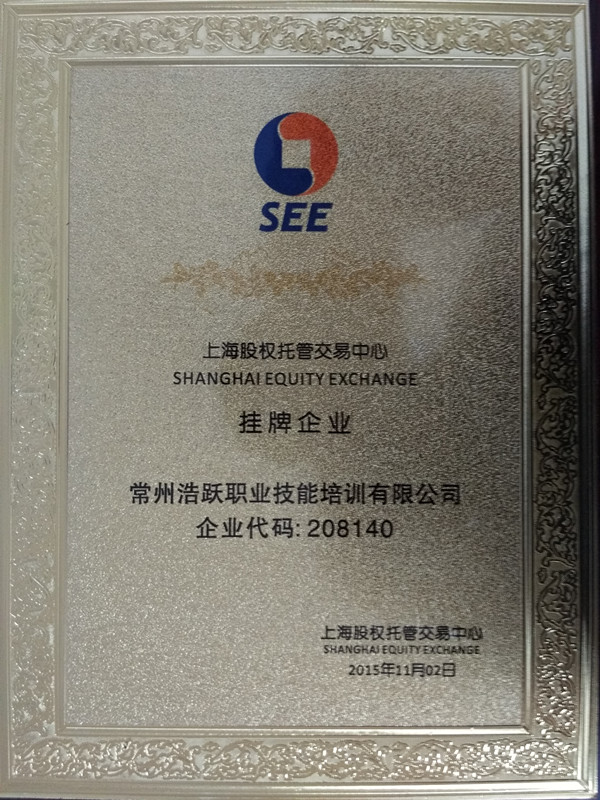 SEE
上海股权托管交易中心
SHANGHAI EQUITY EXCHANGE
挂牌企业
常州浩跃职业技能培训有限公司
企业代码:208140
上海股权托管交易中心
SHANGHAI EQUITY EXCHANGE
2015年11月02日